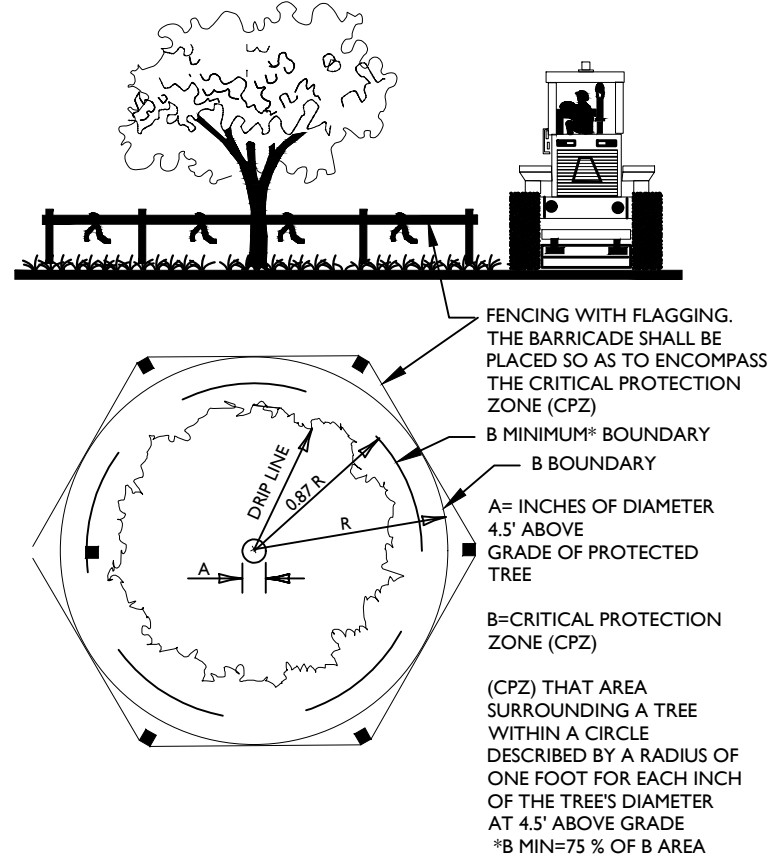 FENCING WITH FLAGGING.
THE BARRICADE SHALL BE
PLACED SO AS TO ENCOMPASS
THE CRITICAL PROTECTION
ZONE (CPZ)
B MINIMUM* BOUNDARY
B BOUNDARY
DRIP LINE
0.87 R
R
A
A= INCHES OF DIAMETER
4.5' ABOVE
GRADE OF PROTECTED
TREE
B=CRITICAL PROTECTION
ZONE (CPZ)
(CPZ) THAT AREA
SURROUNDING A TREE
WITHIN A CIRCLE
DESCRIBED BY A RADIUS OF
ONE FOOT FOR EACH INCH
OF THE TREE'S DIAMETER
AT 4.5' ABOVE GRADE
*B MIN=75 % OF B AREA